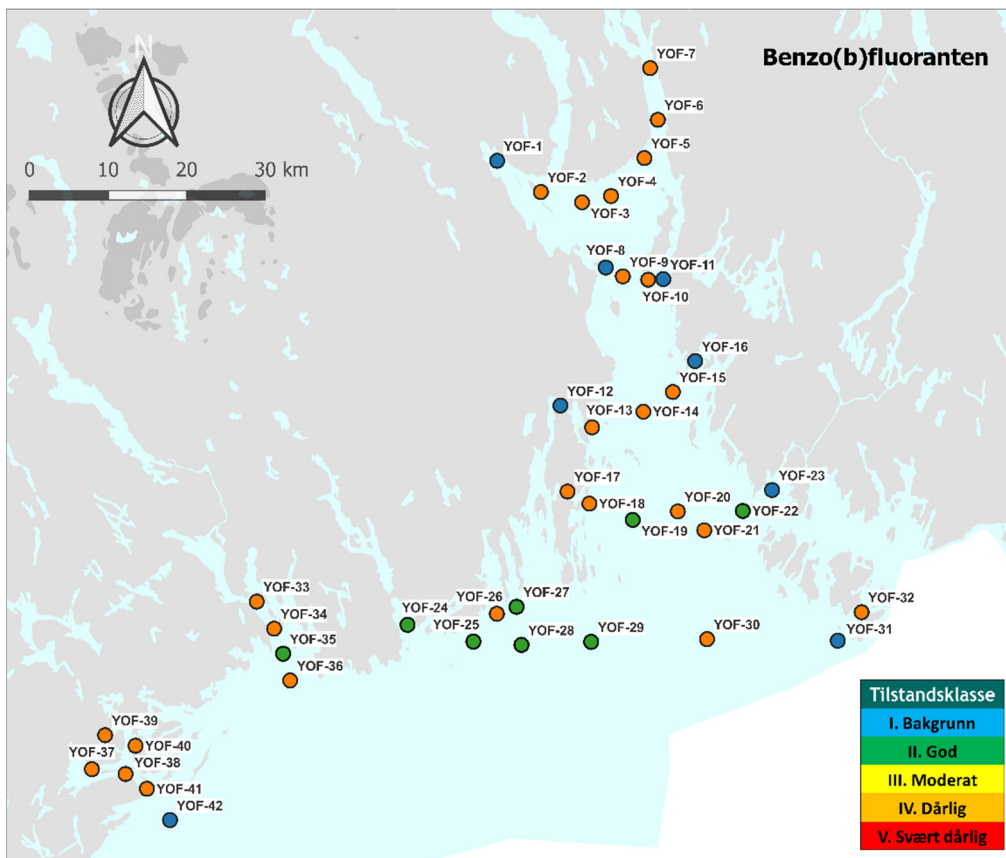 Benzo(b)fluoranten
N
0 10 20 30 km
YOF-7
YOF-6
YOF-5
YOF-1
YOF-2
YOF-4
YOF-3
YOF-8
YOF-9
YOF-11
YOF-10
YOF-16
YOF-15
YOF-12
YOF-13
YOF-14
YOF-17
YOF-18
YOF-20
YOF-23
YOF-22
YOF-19
YOF-21
YOF-33
YOF-34
YOF-35
YOF-36
YOF-24
YOF-26
YOF-27
YOF-25
YOF-28
YOF-29
YOF-30
YOF-32
YOF-31
YOF-39
YOF-40
YOF-37
YOF-38
YOF-41
YOF-42
Tilstandsklasse
I. Bakgrunn
II. God
III. Moderat
IV. Dårlig
V. Svært dårlig